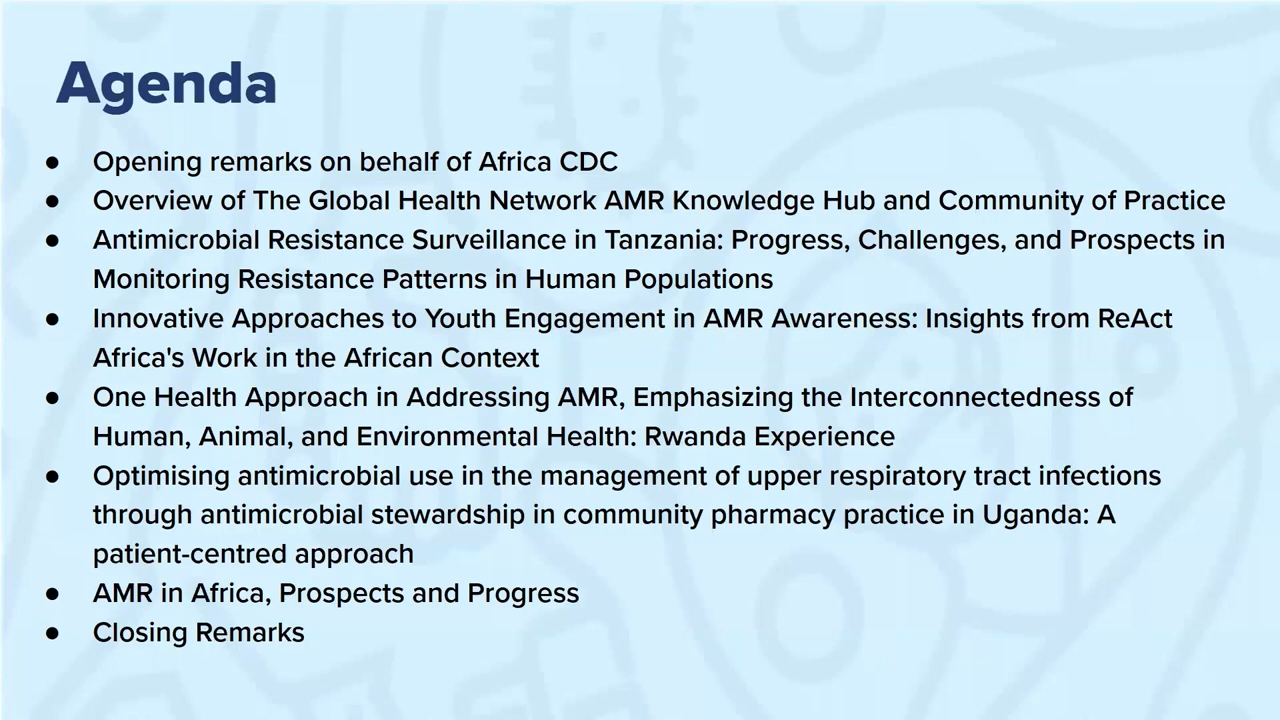 Agenda
● Opening remarks on behalf of Africa CDC
● Overview of The Global Health Network AMR Knowledge Hub and Community of Practice
● Antimicrobial Resistance Surveillance in Tanzania: Progress, Challenges, and Prospects in
Monitoring Resistance Patterns in Human Populations
● Innovative Approaches to Youth Engagement in AMR Awareness: Insights from ReAct
Africa's Work in the African Context
● One Health Approach in Addressing AMR, Emphasizing the Interconnectedness of
Human, Animal, and Environmental Health: Rwanda Experience
● Optimising antimicrobial use in the management of upper respiratory tract infections
through antimicrobial stewardship in community pharmacy practice in Uganda: A
patient-centred approach
● AMR in Africa, Prospects and Progress
● Closing Remarks